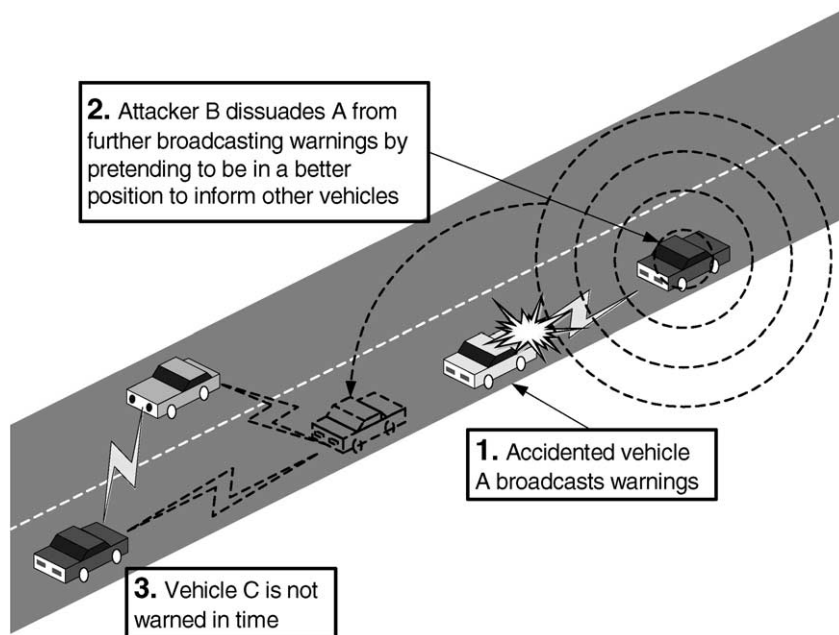 2. Attacker B dissuades A from
further broadcasting warnings by
pretending to be in a better
position to inform other vehicles
1. Accidented vehicle
A broadcasts warnings
3. Vehicle C is not
warned in time